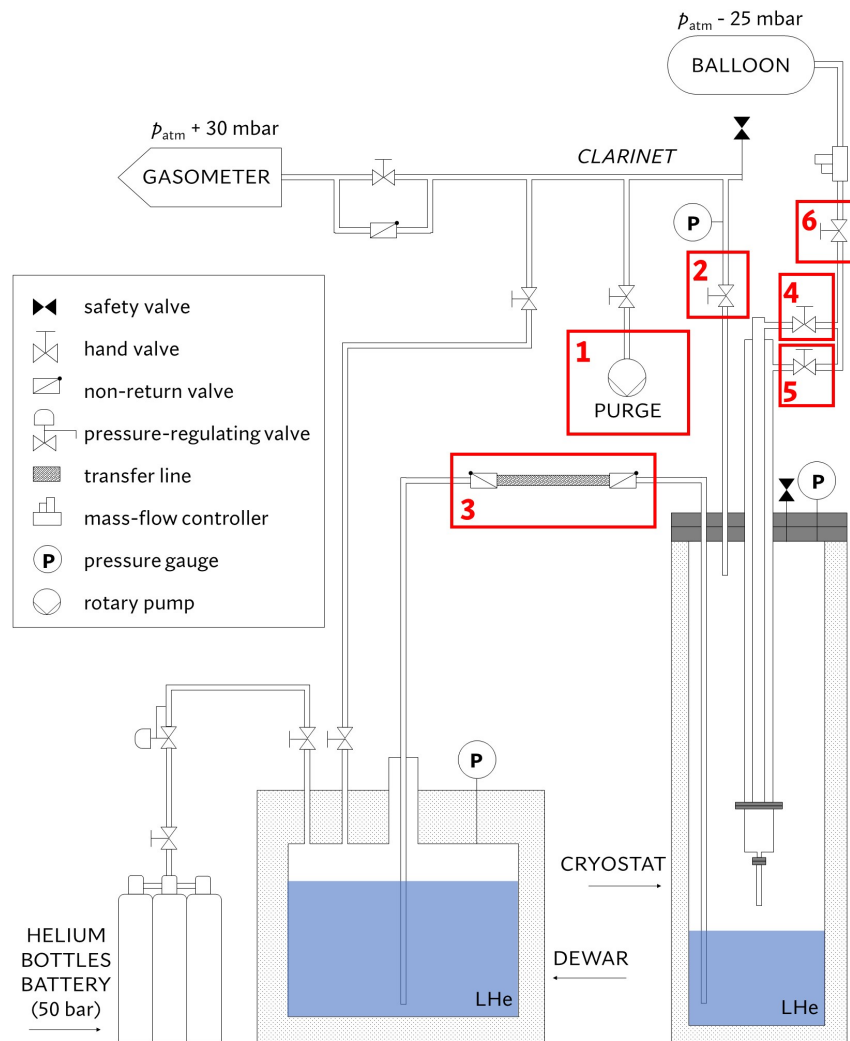 p_atm - 25 mbar
BALLOON
p_atm + 30 mbar
GASOMETER
CLARINET
P
6
2
4
5
1
PURGE
3
safety valve
hand valve
non-return valve
pressure-regulating valve
transfer line
mass-flow controller
P
pressure gauge
rotary pump
P
P
CRYOSTAT
DEWAR
HELIUM
BOTTLES
BATTERY
(50 bar)
LHe
LHe